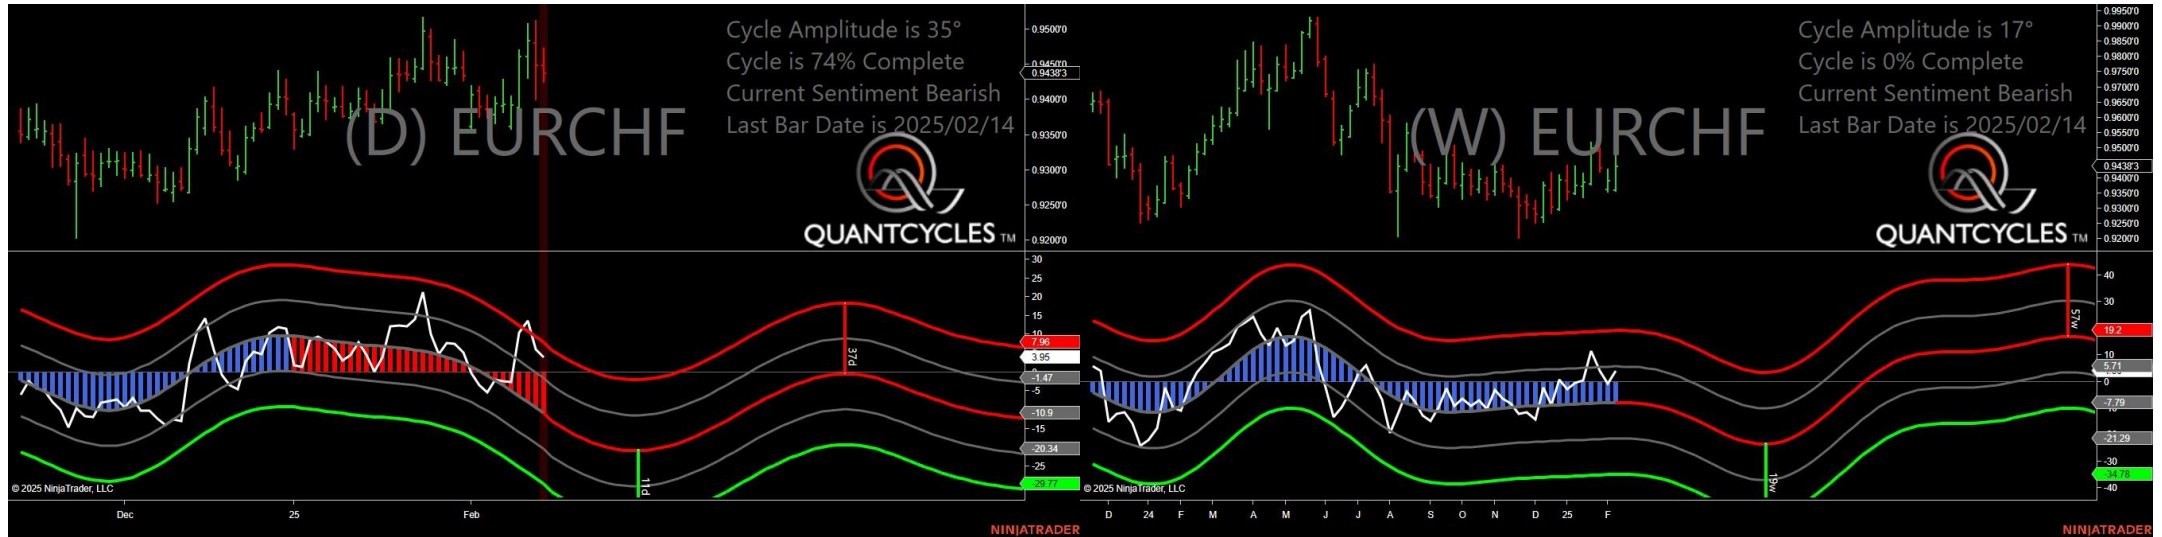 Cycle Amplitude is 35°
Cycle is 74% Complete
Current Sentiment Bearish
Last Bar Date is 2025/02/14
(D) EURCHF
QUANTCYCLES TM
0.9500'0
0.9450'0
0.9438'3
0.9400'0
0.9350'0
0.9300'0
0.9250'0
0.9200'0
30
25
20
15
10
7.96
3.95
-1.47
-5
-10.9
-15
-20.34
-25
-29.77
37d
11d
© 2025 NinjaTrader, LLC
Dec
25
Feb
NINJATRADER
Cycle Amplitude is 17°
Cycle is 0% Complete
Current Sentiment Bearish
Last Bar Date is 2025/02/14
(W) EURCHF
QUANTCYCLES TM
0.9950'0
0.9900'0
0.9850'0
0.9800'0
0.9750'0
0.9700'0
0.9650'0
0.9600'0
0.9550'0
0.9500'0
0.9438'3
0.9400'0
0.9350'0
0.9300'0
0.9250'0
0.9200'0
40
30
19.2
10
5.71
0
-7.79
-21.29
-30
-34.78
-40
57w
19w
© 2025 NinjaTrader, LLC
D 24 F M A M J J A S O N D 25 F
NINJATRADER